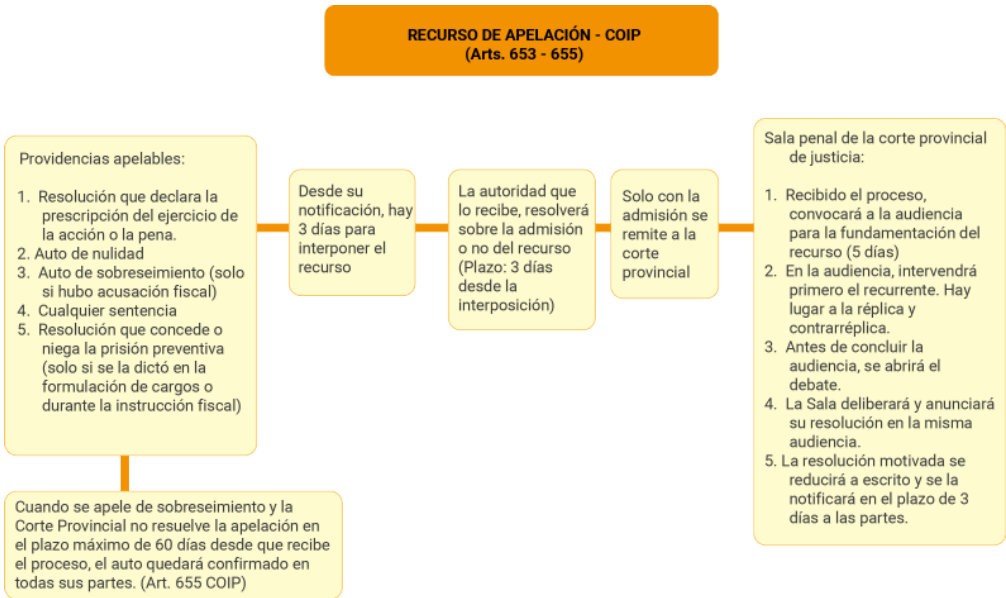 RECURSO DE APELACIÓN - COIP
(Arts. 653 - 655)
Providencias apelables:
1. Resolución que declara la
prescripción del ejercicio de
la acción o la pena.
2. Auto de nulidad
3. Auto de sobreseimiento (solo
si hubo acusación fiscal)
4. Cualquier sentencia
5. Resolución que concede o
niega la prisión preventiva
(solo si se la dictó en la
formulación de cargos o
durante la instrucción fiscal)
Cuando se apele de sobreseimiento y la
Corte Provincial no resuelve la apelación en
el plazo máximo de 60 días desde que recibe
el proceso, el auto quedará confirmado en
todas sus partes. (Art. 655 COIP)
Desde su
notificación, hay
3 días para
interponer el
recurso
La autoridad que
lo recibe, resolverá
sobre la admisión
o no del recurso
(Plazo: 3 días
desde la
interposición)
Solo con la
admisión se
remite a la
corte
provincial
Sala penal de la corte provincial
de justicia:
1. Recibido el proceso,
convocará a la audiencia
para la fundamentación del
recurso (5 días)
2. En la audiencia, intervendrá
primero el recurrente. Hay
lugar a la réplica y
contrarréplica.
3. Antes de concluir la
audiencia, se abrirá el
debate.
4. La Sala deliberará y anunciará
su resolución en la misma
audiencia.
5. La resolución motivada se
reducirá a escrito y se la
notificará en el plazo de 3
días a las partes.